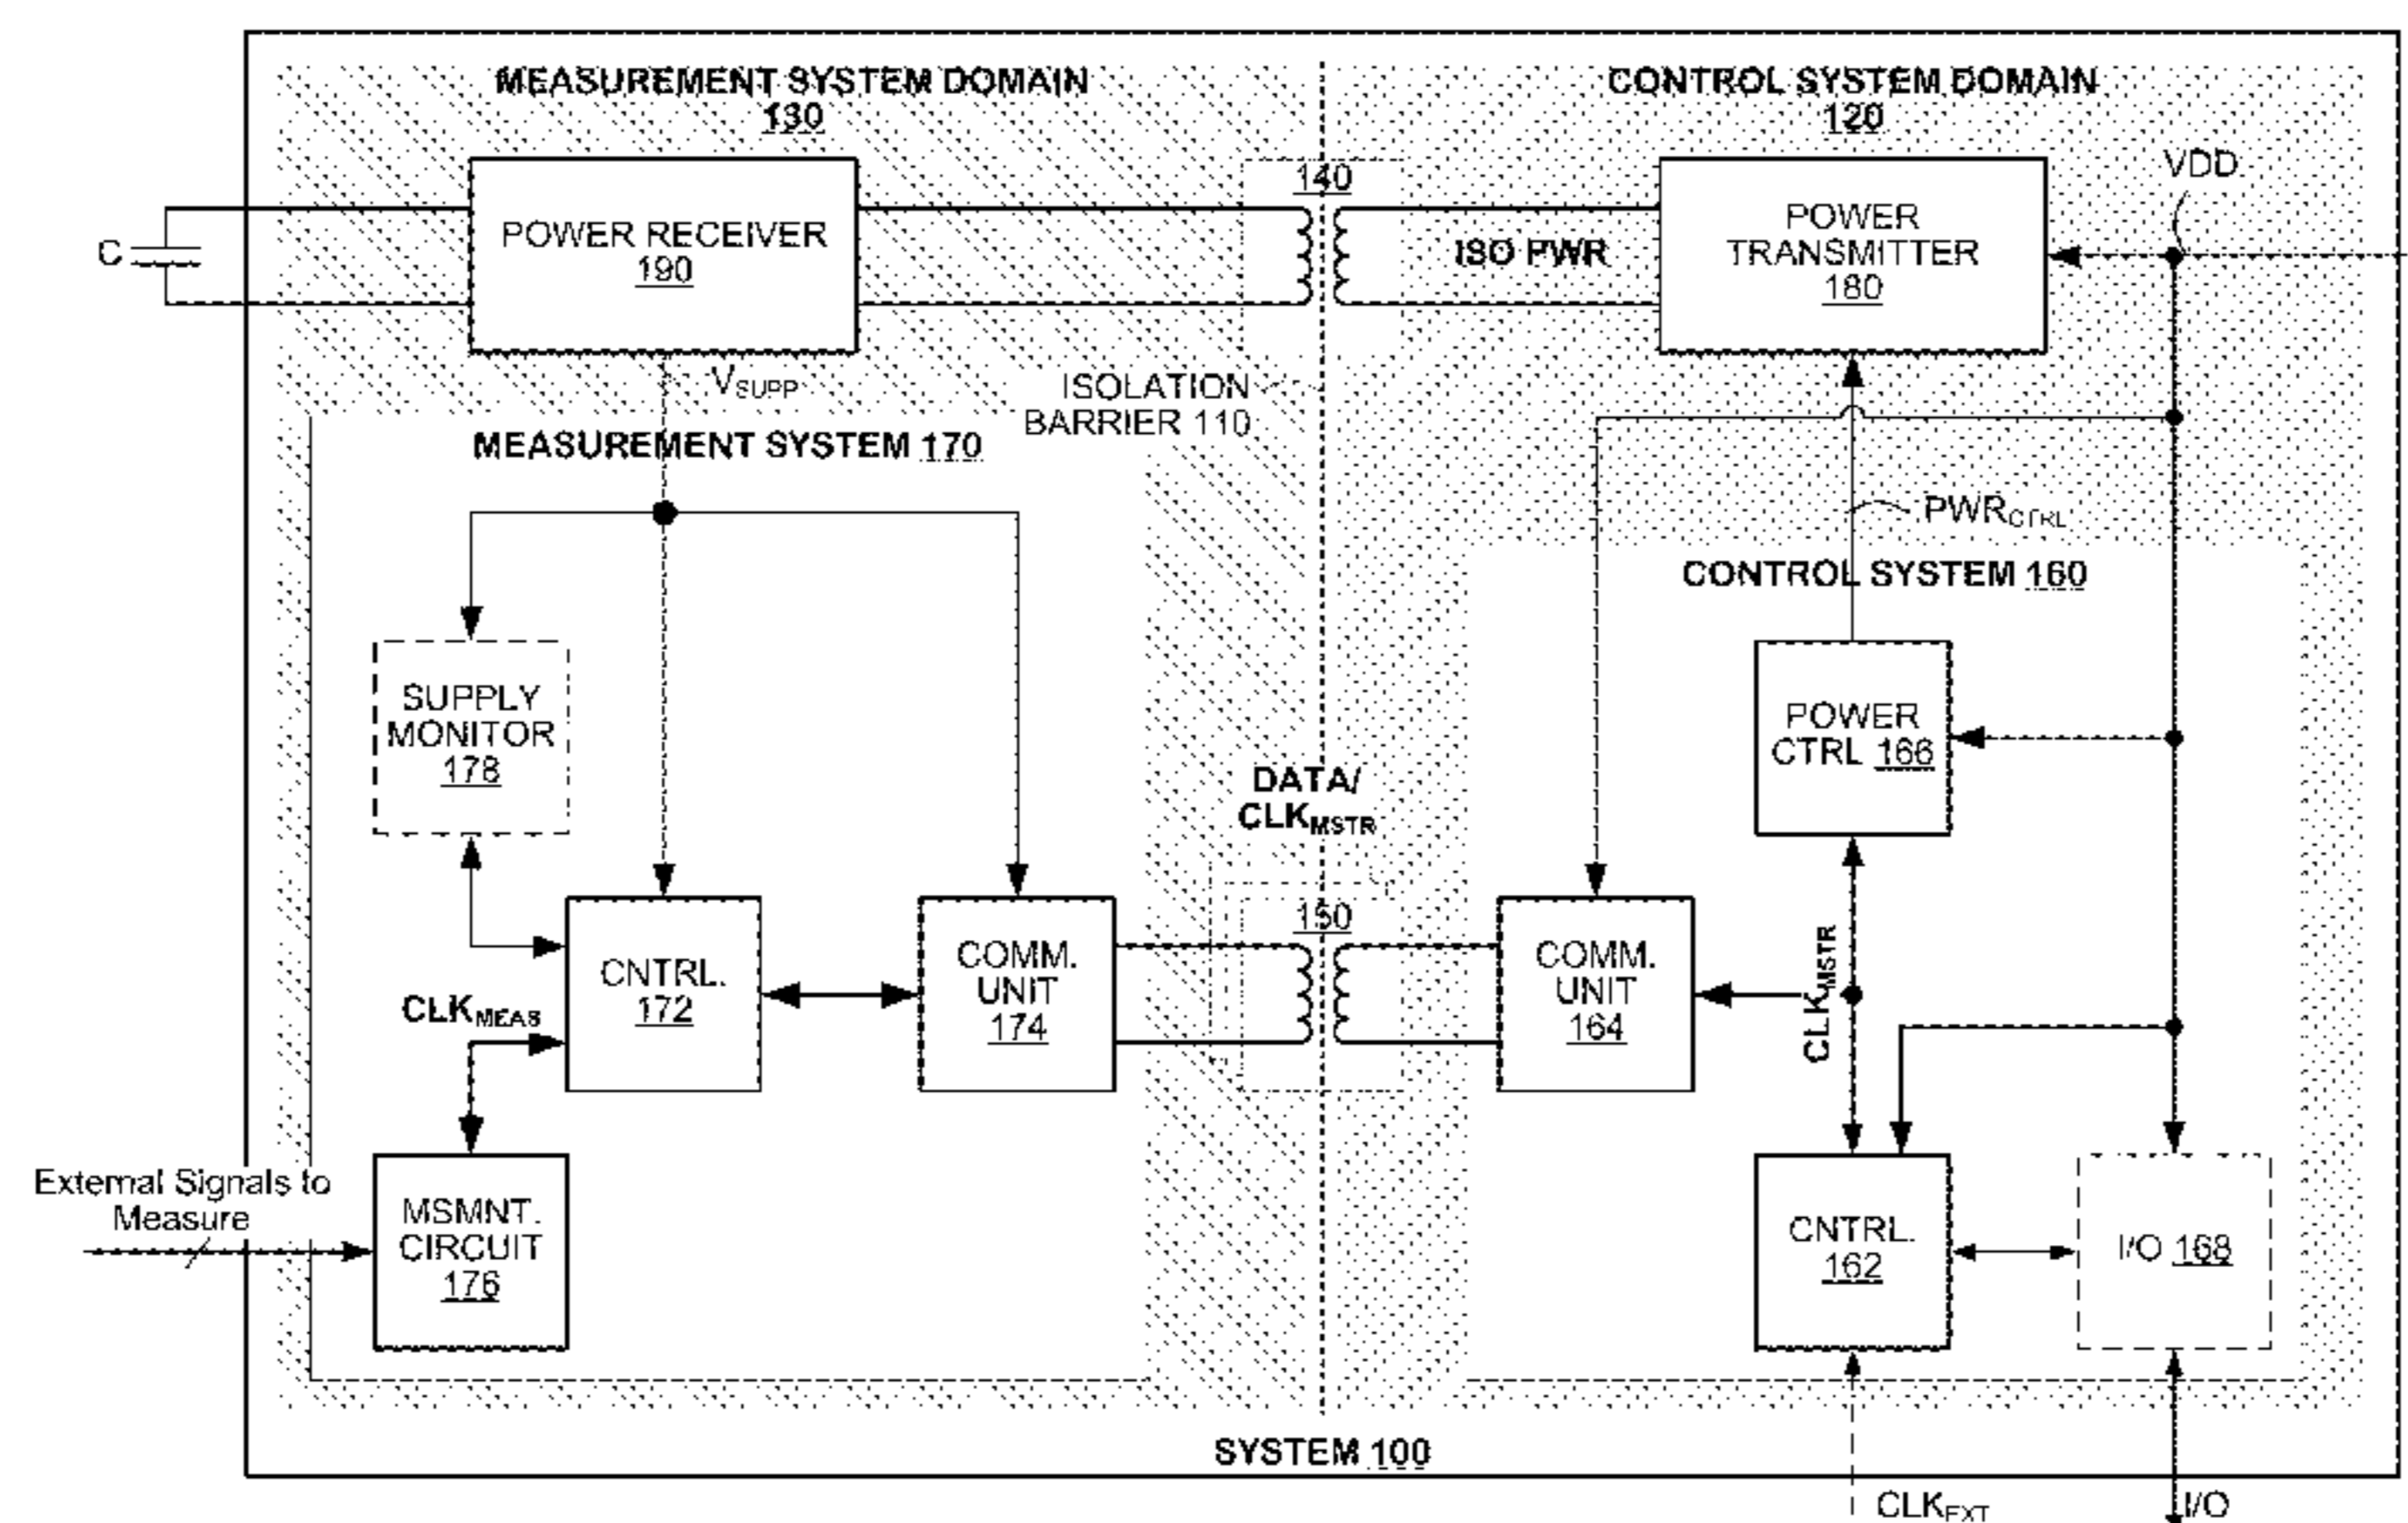 MEASUREMENT SYSTEM DOMAIN
130
CONTROL SYSTEM DOMAIN
120
140
VDD
C
POWER RECEIVER
190
ISO PWR
POWER
TRANSMITTER
180
VSUPP
ISOLATION
BARRIER 110
MEASUREMENT SYSTEM 170
PWRCTRL
CONTROL SYSTEM 160
SUPPLY
MONITOR
178
POWER
CTRL 166
DATA/
CLKMSTR
150
CNTRL.
172
COMM.
UNIT
174
COMM.
UNIT
164
CLKMSTR
CLKMEAS
External Signals to
Measure
MSMNT.
CIRCUIT
176
CNTRL.
162
I/O 168
SYSTEM 100
CLKEXT
I/O